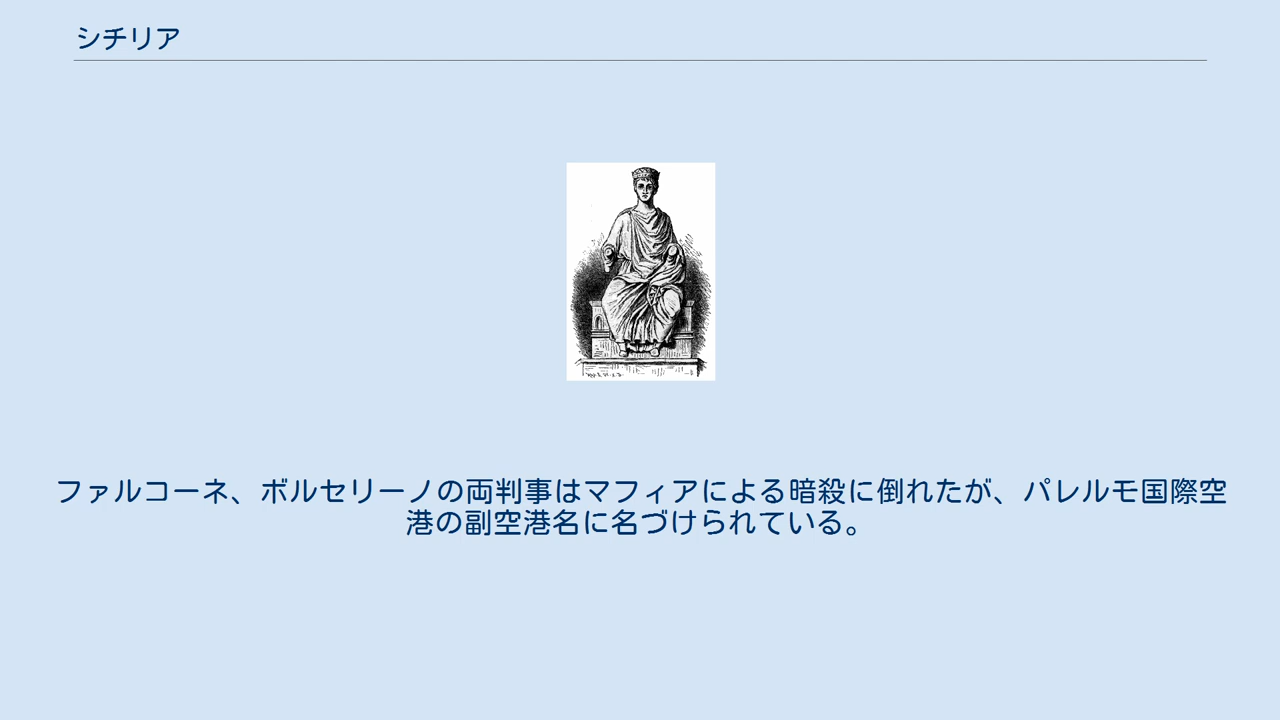 シチリア
ファルコーネ、ボルセリーノの両判事はマフィアによる暗殺に倒れたが、パレルモ国際空
港の副空港名に名づけられている。